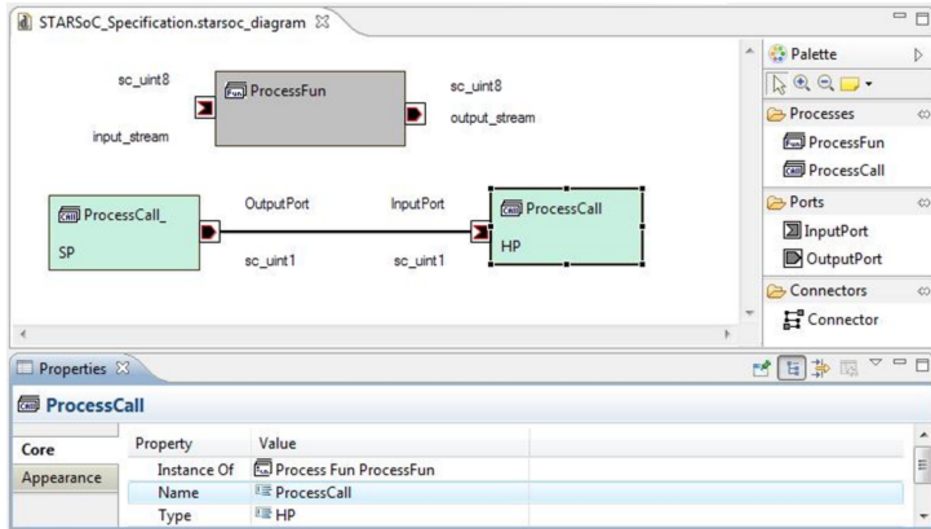 STARSoC_Specification.starsoc_diagram
sc_uint8
ProcessFun
sc_uint8
input_stream
output_stream
ProcessCall_
SP
OutputPort
InputPort
sc_uint1
sc_uint1
ProcessCall
HP
Palette
Processes
ProcessFun
ProcessCall
Ports
InputPort
OutputPort
Connectors
Connector
Properties
ProcessCall
Core
Appearance
Property Value
Instance Of Process Fun ProcessFun
Name ProcessCall
Type HP